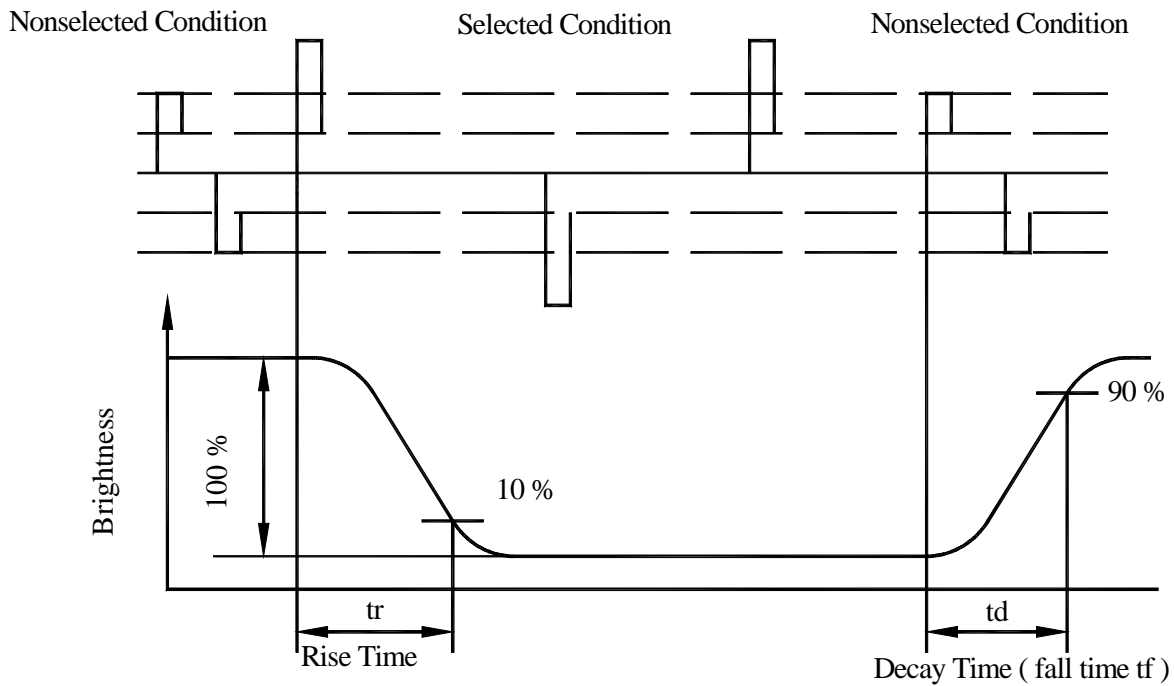 Nonselected Condition
Selected Condition
Nonselected Condition
Brightness
100 %
10 %
90 %
tr
Rise Time
td
Decay Time ( fall time tf )